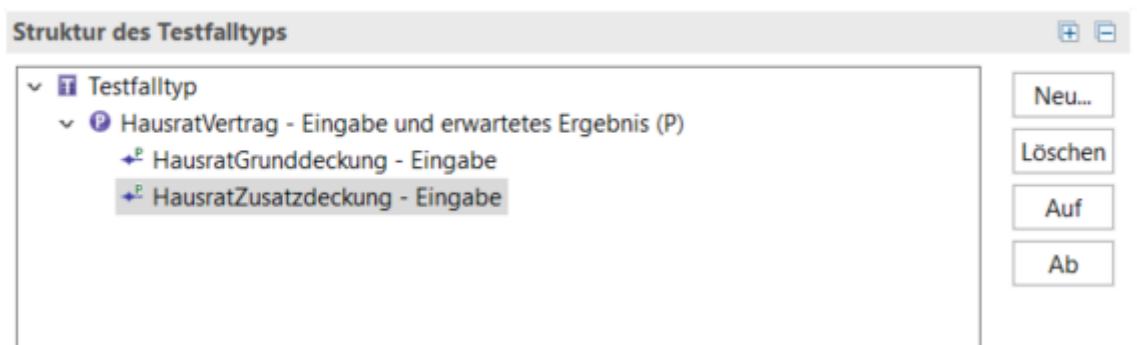 Struktur des Testfalltyps
Testfalltyp
HausratVertrag - Eingabe und erwartetes Ergebnis (P)
HausratGrunddeckung - Eingabe
HausratZusatzdeckung - Eingabe
Neu...
Löschen
Auf
Ab